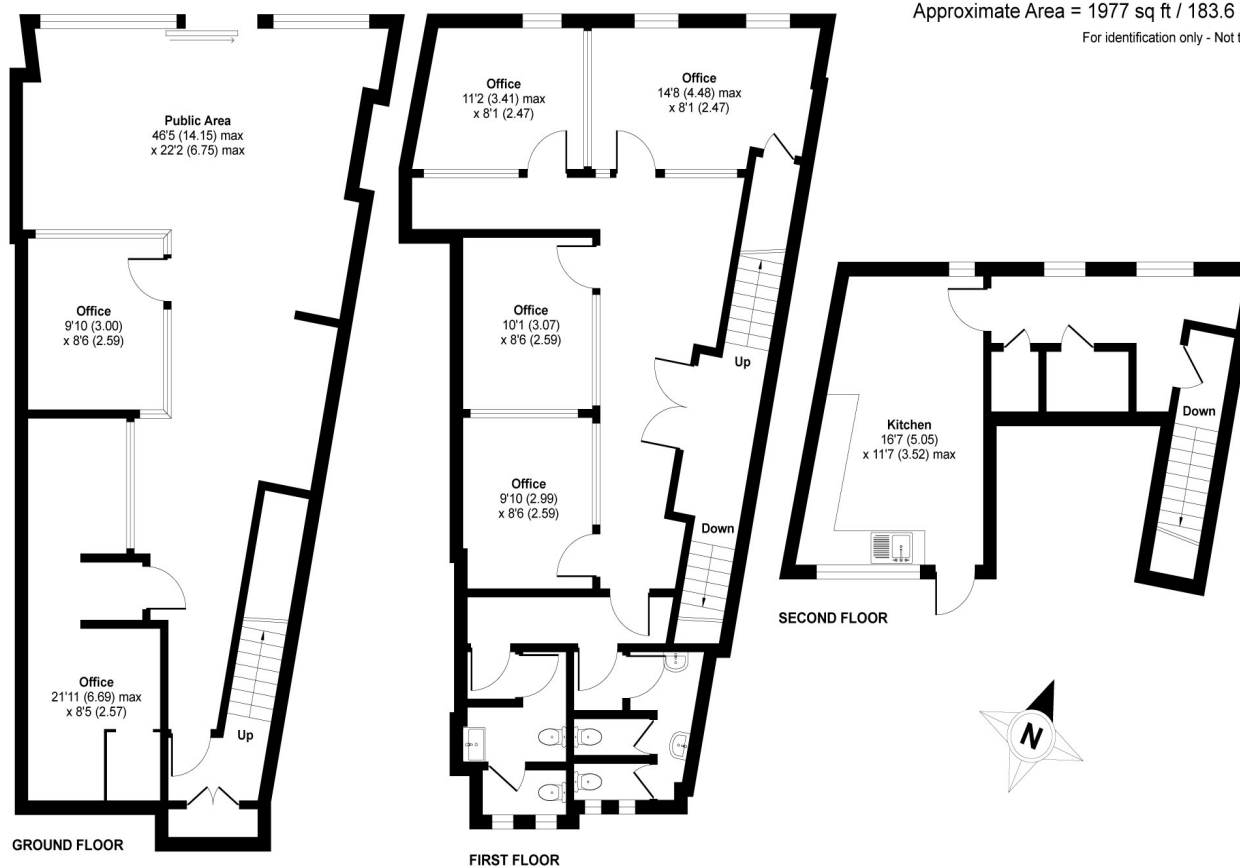 Approximate Area = 1977 sq ft / 183.6
For identification only - Not t
Public Area
46'5 (14.15) max
x 22'2 (6.75) max
Office
9'10 (3.00)
x 8'6 (2.59)
Office
21'11 (6.69) max
x 8'5 (2.57)
Up
GROUND FLOOR
Office
11'2 (3.41) max
x 8'1 (2.47)
Office
14'8 (4.48) max
x 8'1 (2.47)
Office
10'1 (3.07)
x 8'6 (2.59)
Up
Office
9'10 (2.99)
x 8'6 (2.59)
Down
FIRST FLOOR
Kitchen
16'7 (5.05)
x 11'7 (3.52) max
Down
SECOND FLOOR
N